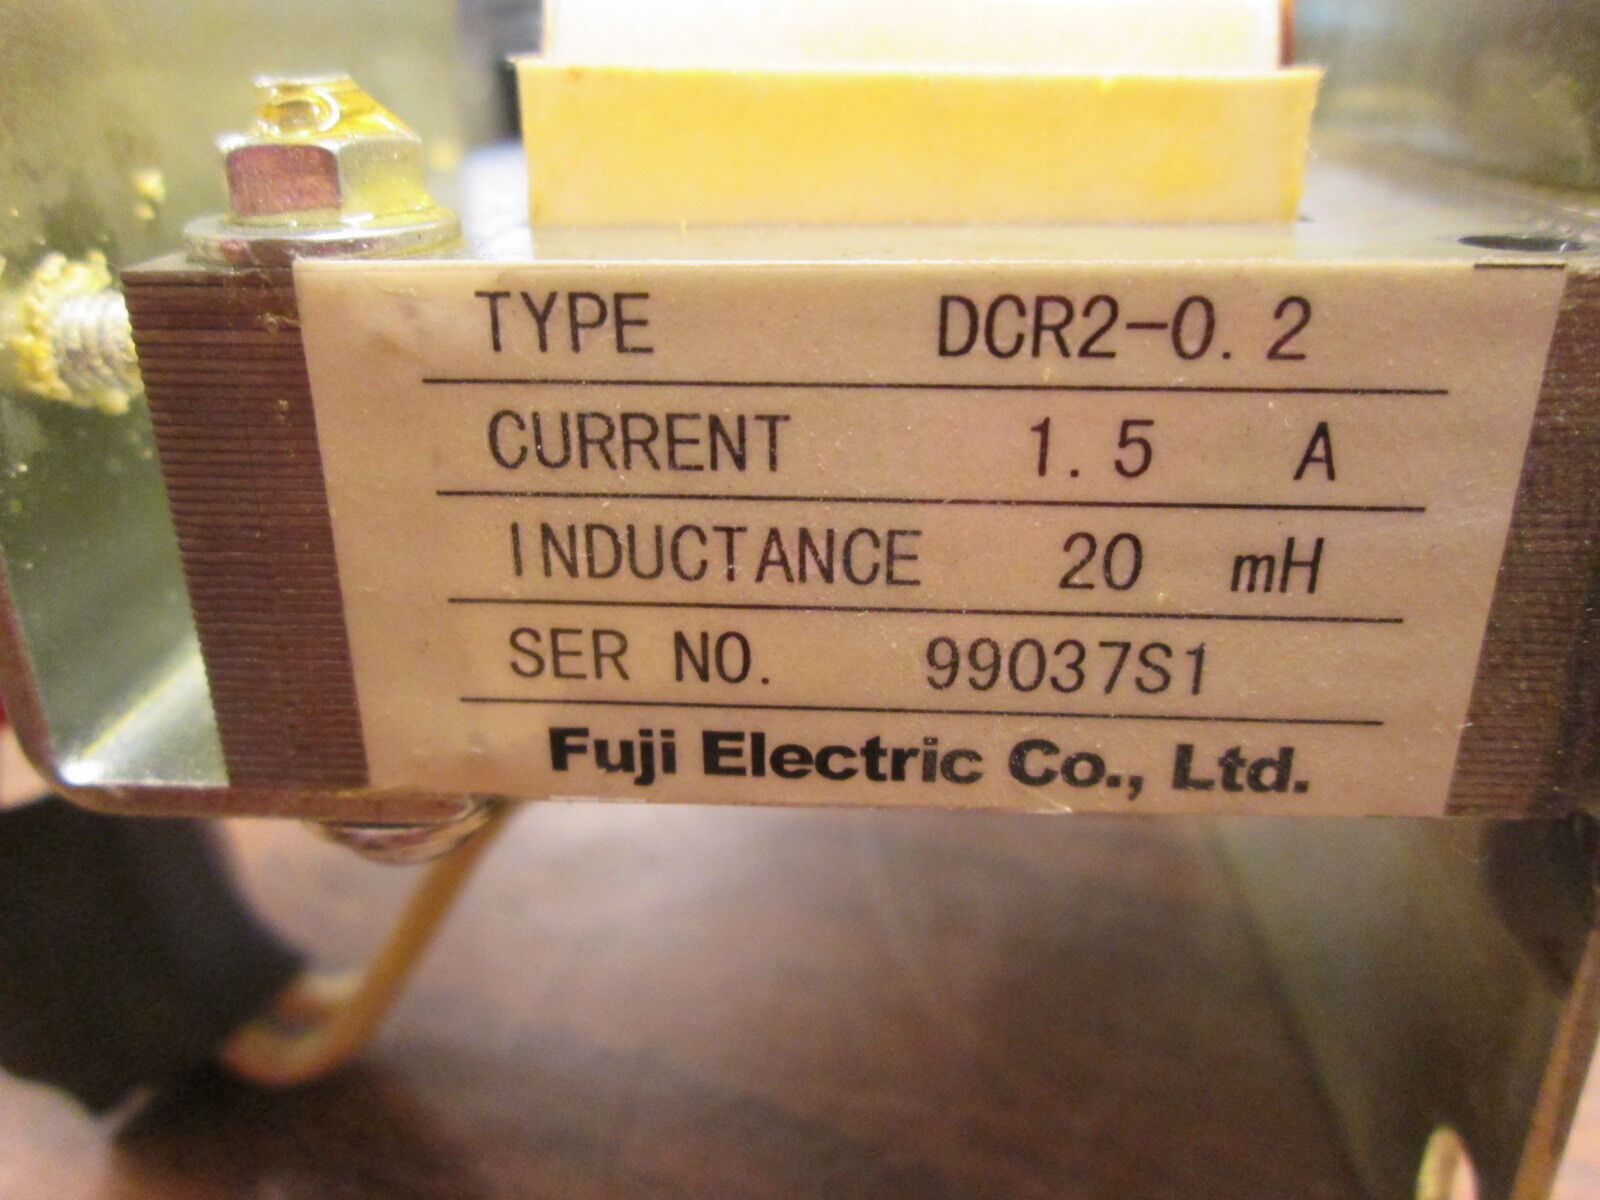 TYPE DCR2-0.2
CURRENT 1.5 A
INDUCTANCE 20 mH
SER NO. 99037S1
Fuji Electric Co., Ltd.